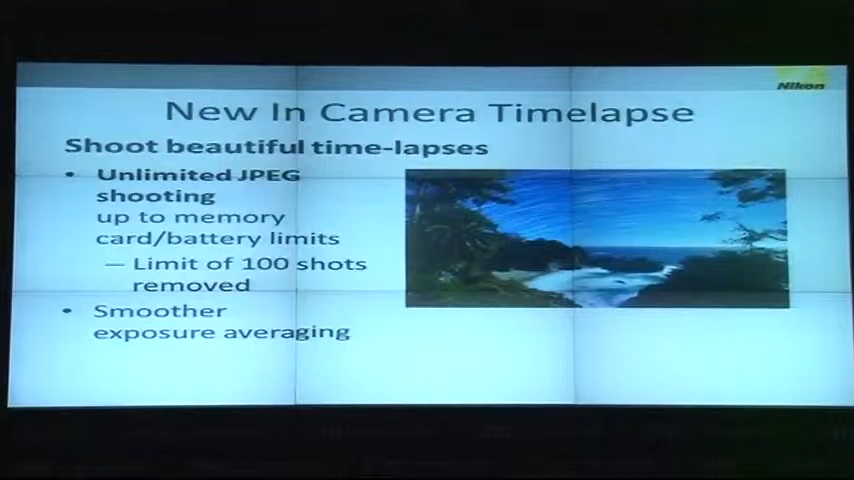 Nikon
New In Camera Timelapse
Shoot beautiful time-lapses
• Unlimited JPEG
shooting
up to memory
card/battery limits
— Limit of 100 shots
removed
• Smoother
exposure averaging